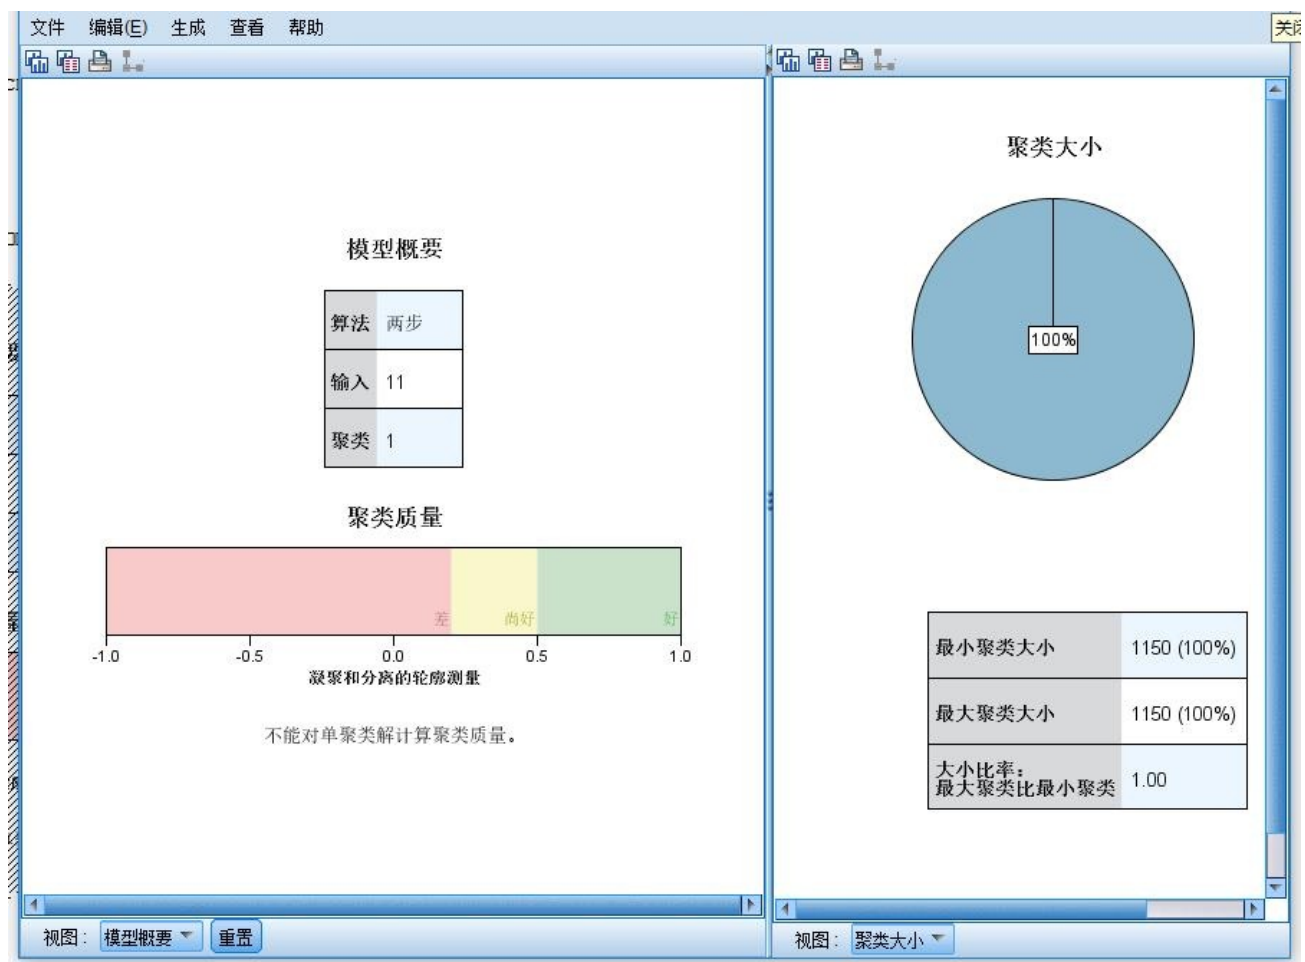 文件 编辑(E) 生成 查看 帮助
模型概要
算法 两步
输入 11
聚类 1
聚类质量
差 尚好 好
-1.0 -0.5 0.0 0.5 1.0
凝聚和分离的轮廓测量
不能对单聚类解计算聚类质量。
视图: 模型概要 重置
聚类大小
100%
最小聚类大小 1150 (100%)
最大聚类大小 1150 (100%)
大小比率:
最大聚类比最小聚类 1.00
视图: 聚类大小